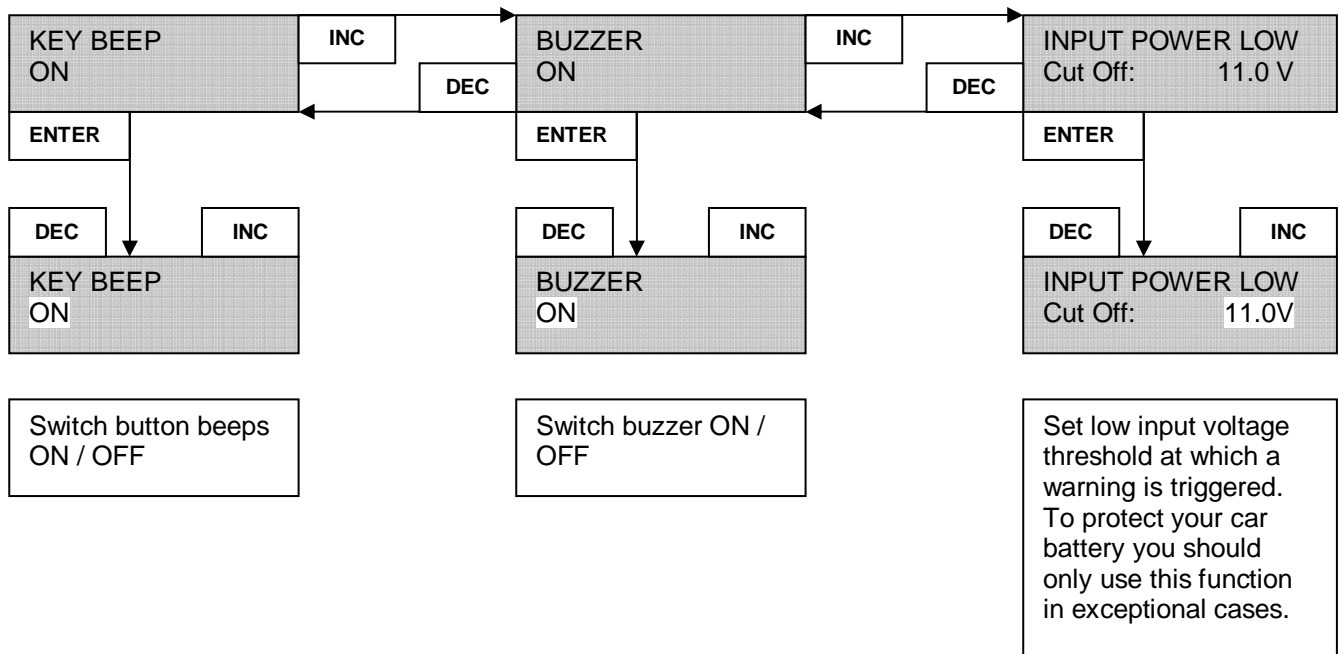 KEY BEEP
ON
INC
DEC
BUZZER
ON
INC
DEC
INPUT POWER LOW
Cut Off: 11.0 V
ENTER
ENTER
ENTER
DEC
INC
KEY BEEP
ON
DEC
INC
BUZZER
ON
DEC
INC
INPUT POWER LOW
Cut Off: 11.0V
Switch button beeps
ON / OFF
Switch buzzer ON /
OFF
Set low input voltage
threshold at which a
warning is triggered.
To protect your car
battery you should
only use this function
in exceptional cases.